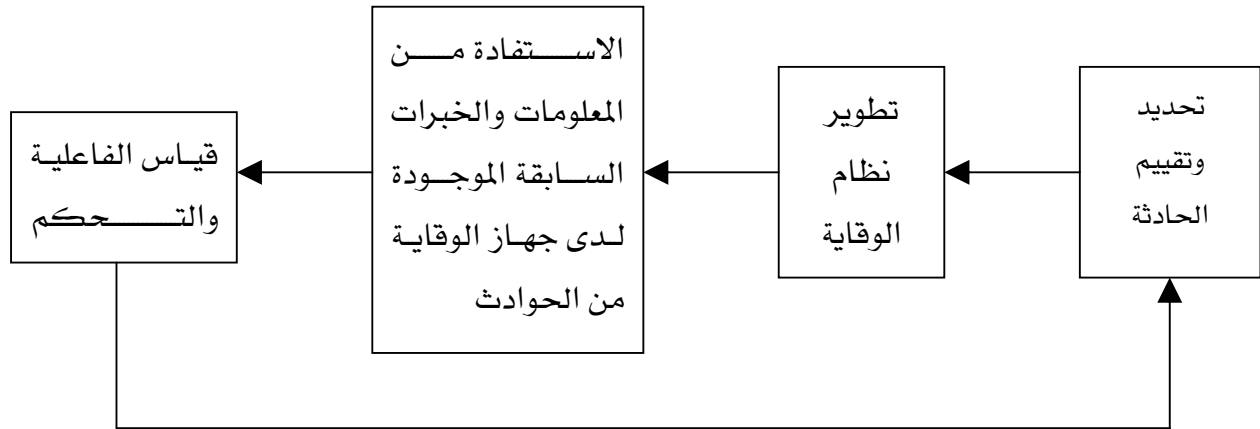 تحديد
وتقييم
الحادثة
تطوير
نظام
الوقاية
الاستفادة من
المعلومات والخبرات
السابقة الموجودة
لدى جهاز الوقاية
من الحوادث
قياس الفاعلية
والتحكم